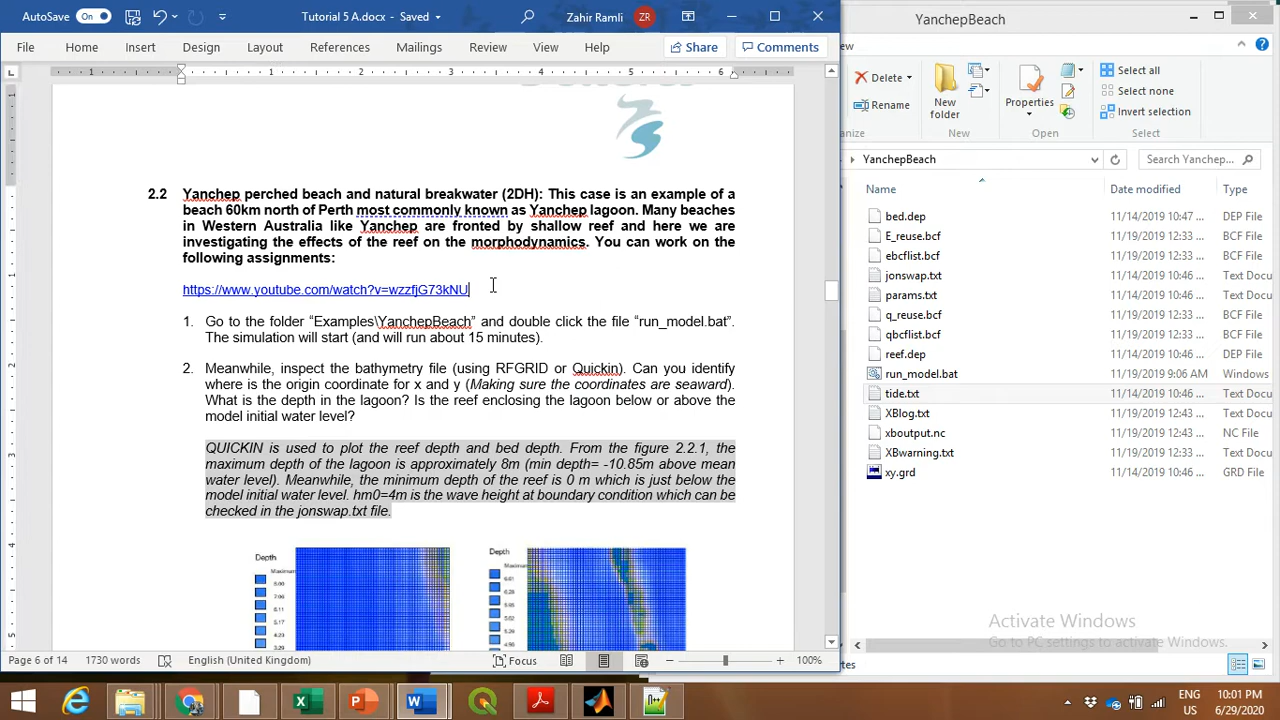 AutoSave On Tutorial 5 A.docx - Saved Zahir Ramli ZR
File Home Insert Design Layout References Mailings Review View Help Share Comments
1 1 2 3 4 5 6
2.2 Yanchep perched beach and natural breakwater (2DH): This case is an example of a
beach 60km north of Perth most commonly known as Yanchep lagoon. Many beaches
in Western Australia like Yanchep are fronted by shallow reef and here we are
investigating the effects of the reef on the morphodynamics. You can work on the
following assignments:
https://www.youtube.com/watch?v=wzzfjG73kNU
1. Go to the folder “Examples\YanchepBeach” and double click the file “run_model.bat”.
The simulation will start (and will run about 15 minutes).
2. Meanwhile, inspect the bathymetry file (using RFGRID or Quickin). Can you identify
where is the origin coordinate for x and y (Making sure the coordinates are seaward).
What is the depth in the lagoon? Is the reef enclosing the lagoon below or above the
model initial water level?
QUICKIN is used to plot the reef depth and bed depth. From the figure 2.2.1, the
maximum depth of the lagoon is approximately 8m (min depth= -10.85m above mean
water level). Meanwhile, the minimum depth of the reef is 0 m which is just below the
model initial water level. hm0=4m is the wave height at boundary condition which can be
checked in the jonswap.txt file.
Depth Depth
Maximum Maximum
Page 6 of 14 1730 words English (United Kingdom) Focus 100%
YanchepBeach
ew
Delete
Rename
New
folder
Properties
Select all
Select none
Invert selection
anize New Open Select
YanchepBeach Search Yanchep...
Name Date modified Type
bed.dep 11/14/2019 10:47 ... DEP File
E_reuse.bcf 11/19/2019 12:33 ... BCF File
ebcflist.bcf 11/19/2019 12:33 ... BCF File
jonswap.txt 11/14/2019 10:46 ... Text Docu
params.txt 11/14/2019 10:46 ... Text Docu
q_reuse.bcf 11/19/2019 12:33 ... BCF File
qbcflist.bcf 11/19/2019 12:33 ... BCF File
reef.dep 11/14/2019 10:46 ... DEP File
run_model.bat 11/19/2019 9:06 AM Windows
tide.txt 11/14/2019 10:46 ... Text Docu
XBlog.txt 11/19/2019 12:33 ... Text Docu
xboutput.nc 11/19/2019 12:33 ... NC File
XBwarning.txt 11/19/2019 12:33 ... Text Docu
xy.grd 11/14/2019 10:46 ... GRD File
Activate Windows
Go to PC settings to activate Windows.
ENG 10:01 PM
US 6/29/2020